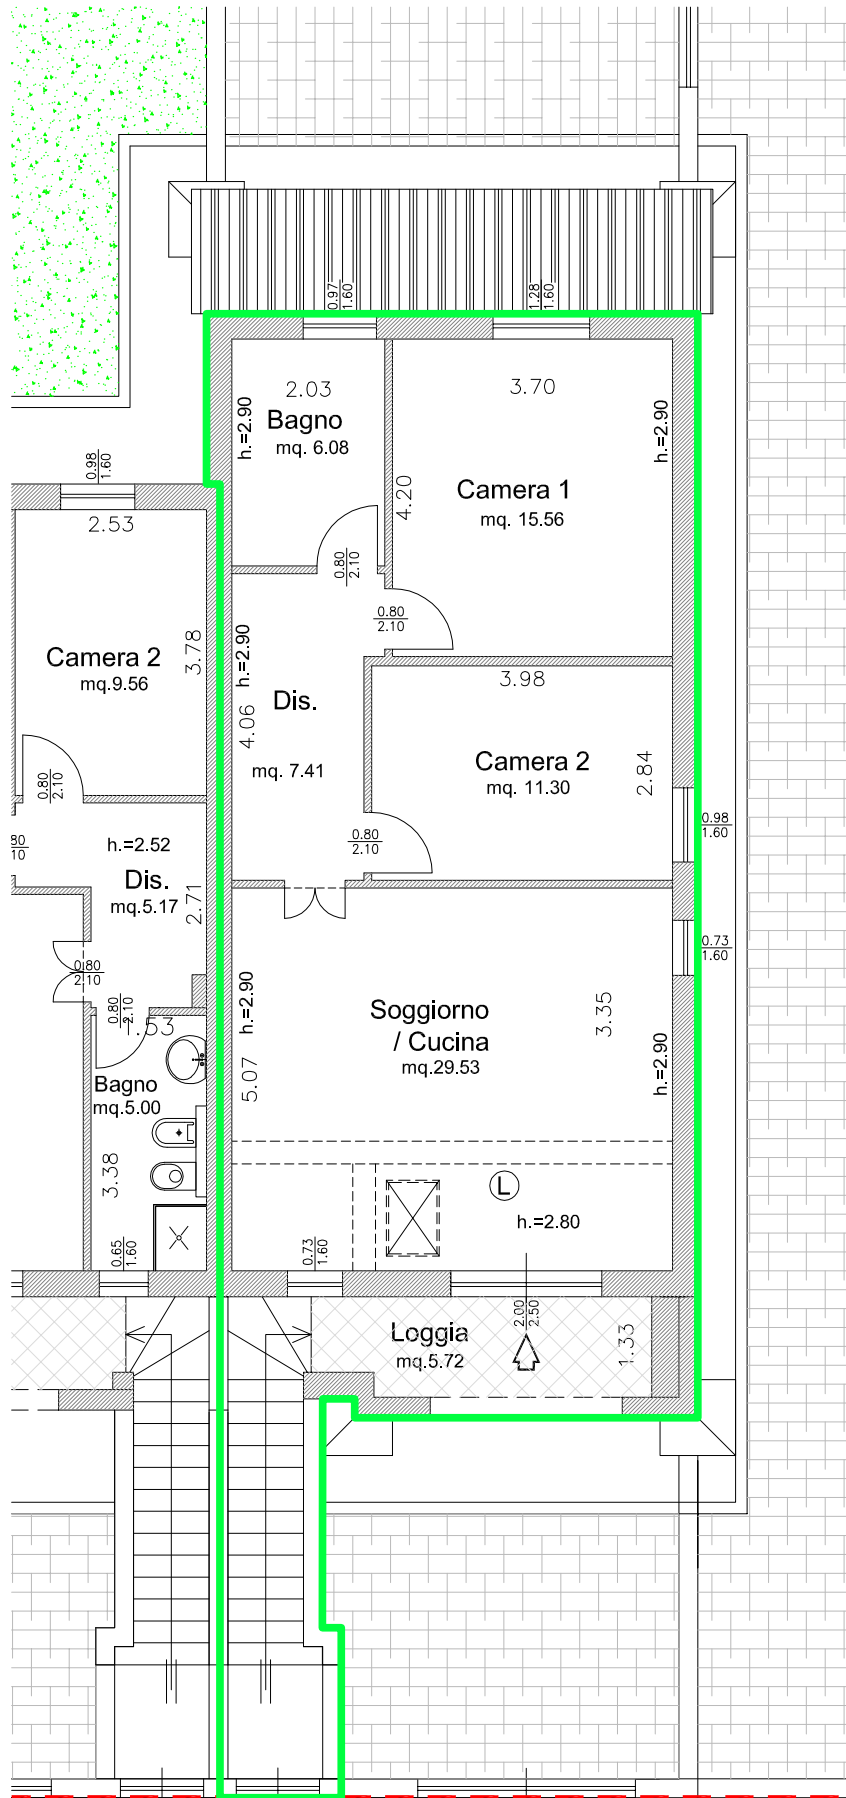 0.97
1.60
1.28
1.60
2.03
Bagno
mq. 6.08
h.=2.90
3.70
h.=2.90
4.20
Camera 1
mq. 15.56
0.98
1.60
2.53
0.80
2.10
0.80
2.10
Camera 2
mq.9.56
3.78
h.=2.90
4.06
Dis.
mq. 7.41
3.98
Camera 2
mq. 11.30
2.84
0.80
2.10
0.80
2.10
0.98
1.60
80
10
h.=2.52
Dis.
mq.5.17
2.71
0.73
1.60
0.80
2.10
0.80
2.10
1.53
h.=2.90
5.07
Soggiorno
/ Cucina
mq.29.53
3.35
h.=2.90
Bagno
mq.5.00
3.38
L
h.=2.80
0.65
1.60
0.73
1.60
2.00
2.50
Loggia
mq.5.72
1.33